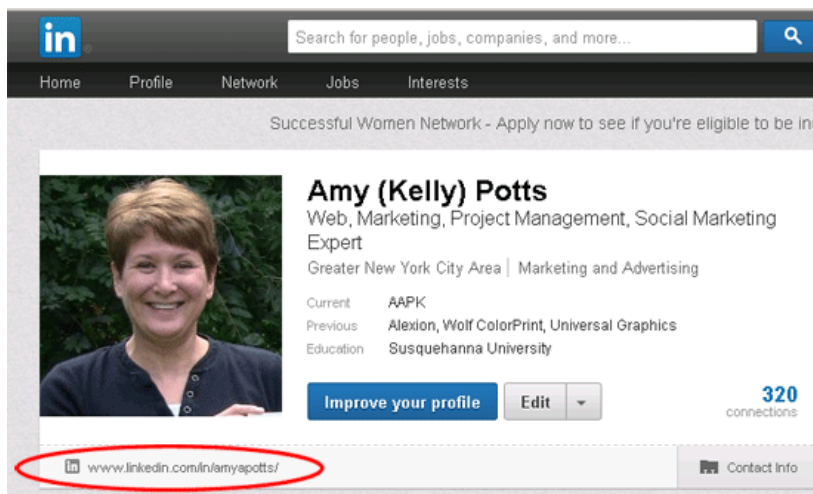 in
Search for people, jobs, companies, and more...
Home Profile Network Jobs Interests
Successful Women Network - Apply now to see if you're eligible to be in
Amy (Kelly) Potts
Web, Marketing, Project Management, Social Marketing
Expert
Greater New York City Area | Marketing and Advertising
Current AAPK
Previous Alexion, Wolf ColorPrint, Universal Graphics
Education Susquehanna University
Improve your profile Edit 320
connections
www.linkedin.com/in/amyapotts/ Contact Info